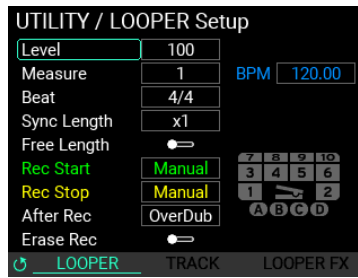 UTILITY / LOOPER Setup
Level 100
Measure 1 BPM 120.00
Beat 4/4
Sync Length x1
Free Length
Rec Start Manual
Rec Stop Manual
After Rec OverDub
Erase Rec
7 8 9 10
3 4 5 6
1 2
A B C D
LOOPER TRACK LOOPER FX